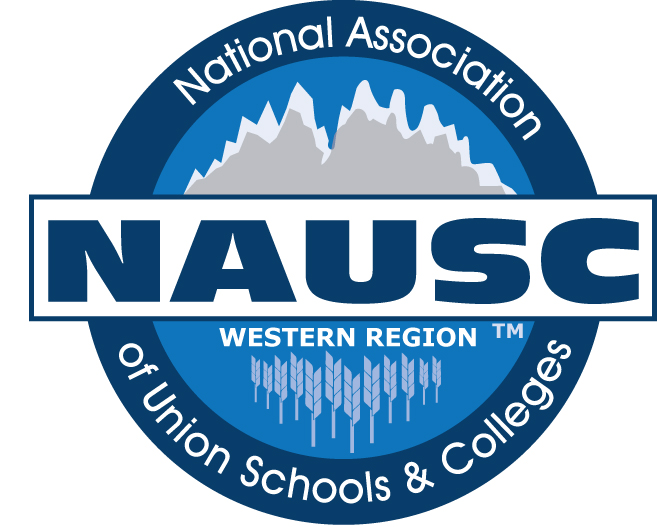 National Association
NAUSC
WESTERN REGION ™
of Union Schools & Colleges